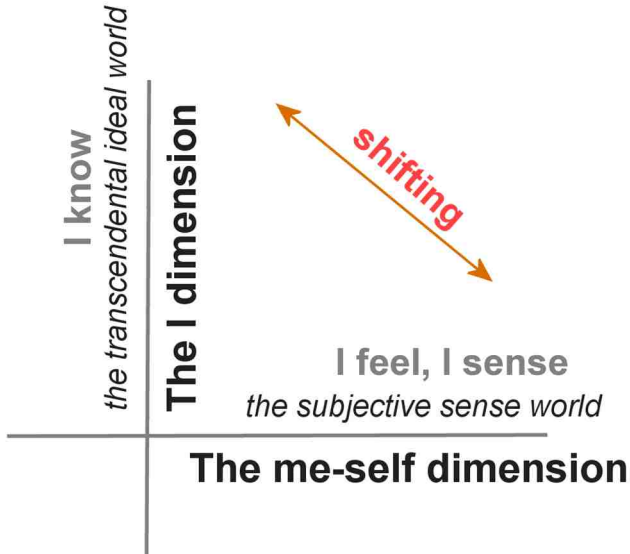 I know
the transcendental ideal world
The I dimension
shifting
I feel, I sense
the subjective sense world
The me-self dimension